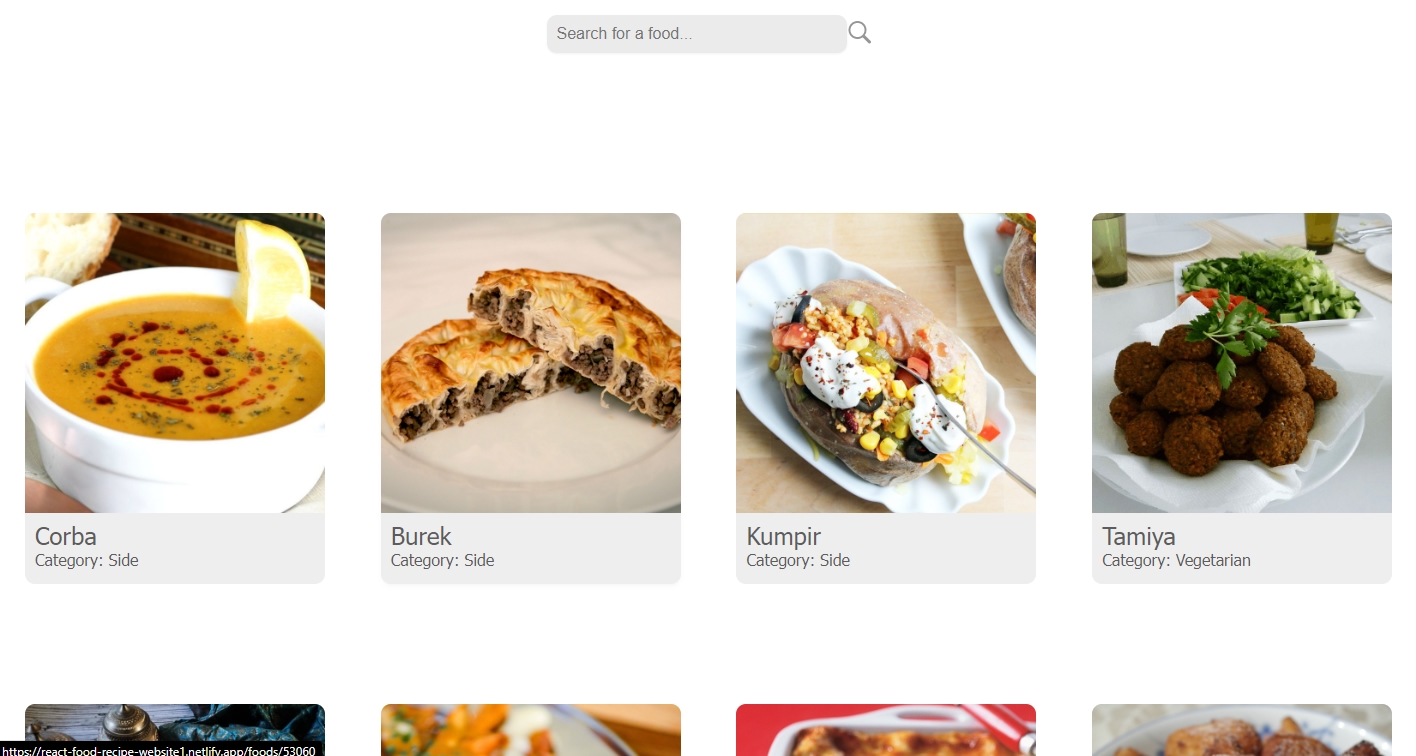 Search for a food...
Corba
Category: Side
Burek
Category: Side
Kumpir
Category: Side
Tamiya
Category: Vegetarian
https://react-food-recipe-website1.netlify.app/foods/53060